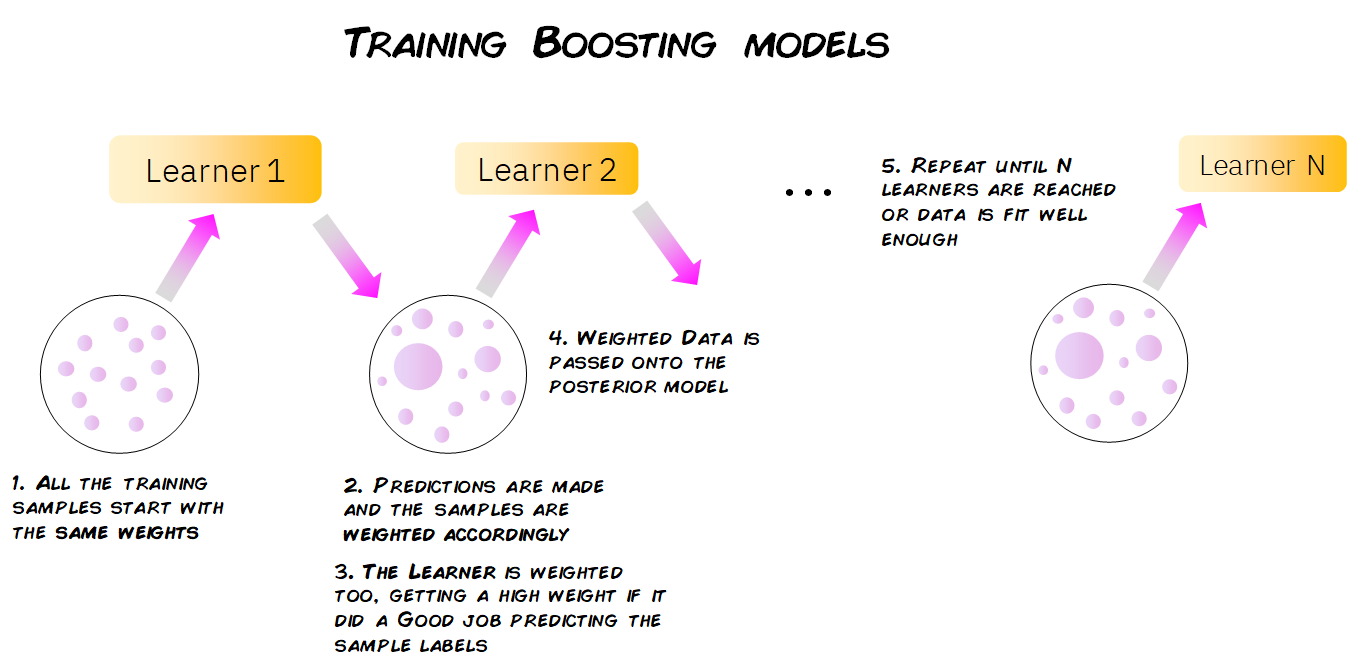 Training Boosting models
Learner 1
Learner 2
...
5. Repeat until N
learners are reached
or data is fit well
enough
Learner N
4. Weighted Data is
passed onto the
posterior model
1. All the training
samples start with
the same weights
2. Predictions are made
and the samples are
weighted accordingly
3. The Learner is weighted
too, getting a high weight if it
did a Good job predicting the
sample labels